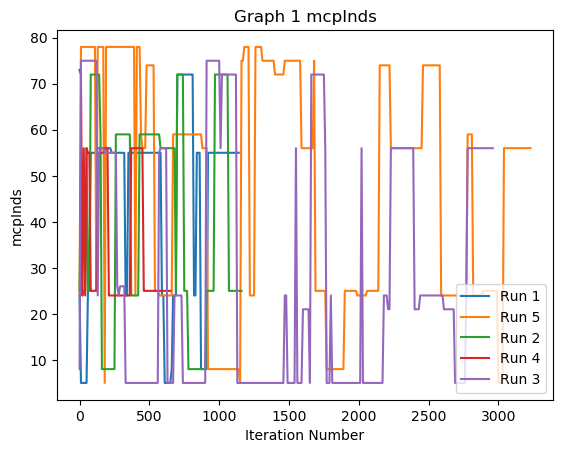 Graph 1 mcpInds
mcpInds
80
70
60
50
40
30
20
10
0
500
1000
1500
2000
2500
3000
Iteration Number
Run 1
Run 5
Run 2
Run 4
Run 3